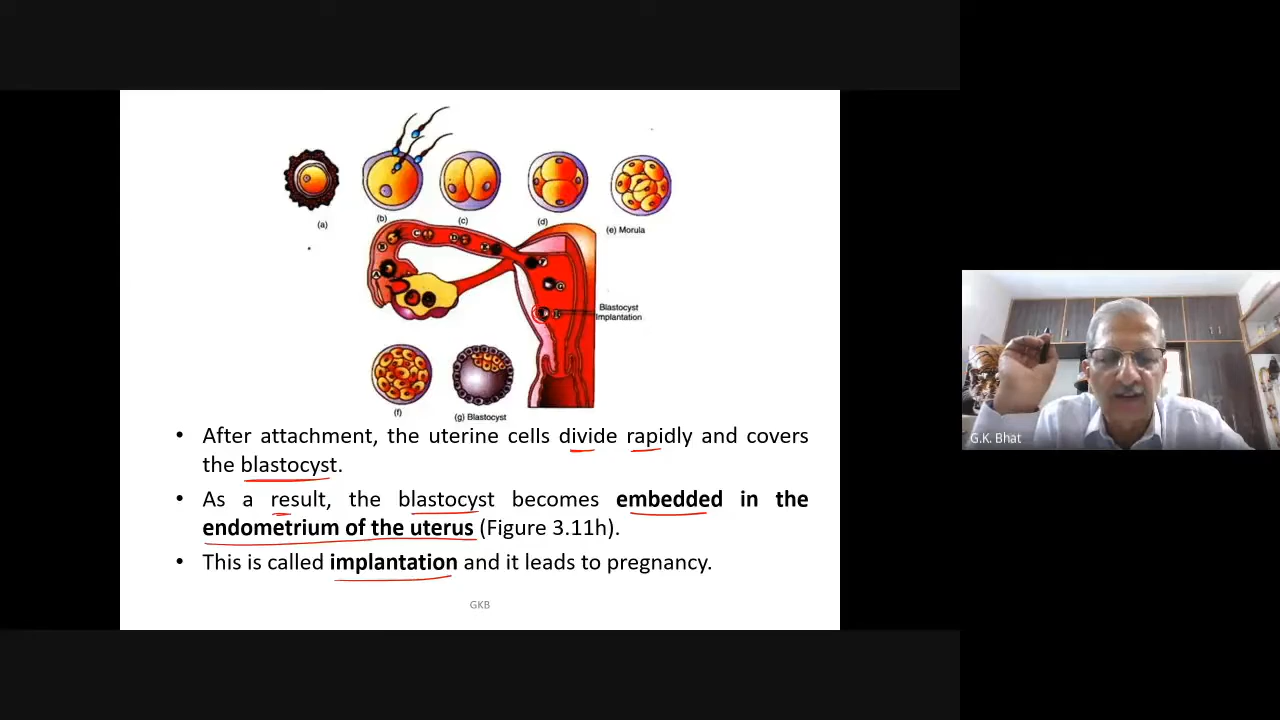 (a)
(b)
(c)
(d)
(e) Morula
Blastocyst
Implantation
(f)
(g) Blastocyst
• After attachment, the uterine cells divide rapidly and covers
the blastocyst.
• As a result, the blastocyst becomes embedded in the
endometrium of the uterus (Figure 3.11h).
• This is called implantation and it leads to pregnancy.
GKB
G.K. Bhat